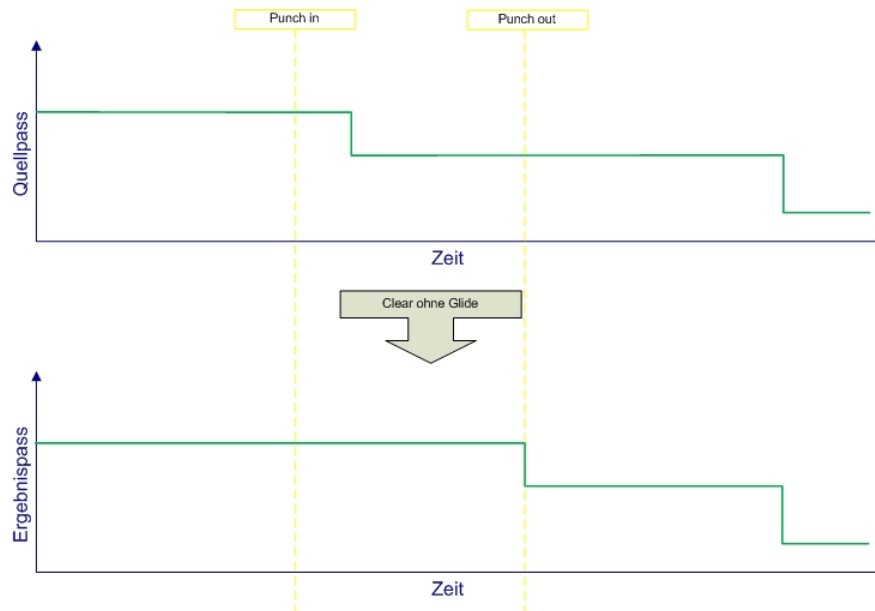 Punch in
Punch out
Quellpass
Zeit
Clear ohne Glide
Ergebnispass
Zeit